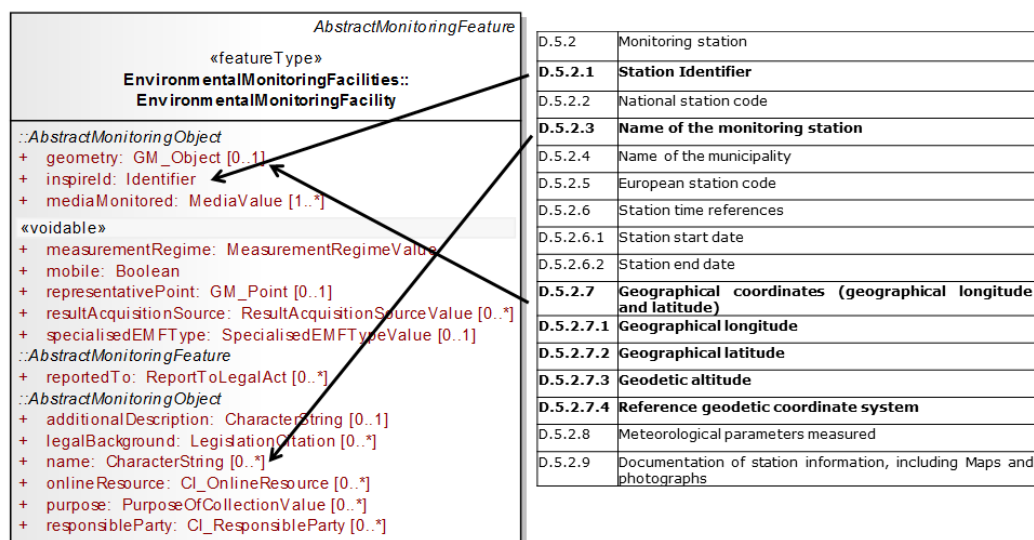 AbstractMonitoringFeature
«featureType»
EnvironmentalMonitoringFacilities::
EnvironmentalMonitoringFacility
::AbstractMonitoringObject
+ geometry: GM_Object [0..1]
+ inspireId: Identifier
+ mediaMonitored: MediaValue [1..*]
«voidable»
+ measurementRegime: MeasurementRegimeValue
+ mobile: Boolean
+ representativePoint: GM_Point [0..1]
+ resultAcquisitionSource: ResultAcquisitionSourceValue [0..*]
+ specialisedEMFType: SpecialisedEMFTypeValue [0..1]
::AbstractMonitoringFeature
+ reportedTo: ReportToLegalAct [0..*]
::AbstractMonitoringObject
+ additionalDescription: CharacterString [0..1]
+ legalBackground: LegislationCitation [0..*]
+ name: CharacterString [0..*]
+ onlineResource: CI_OnlineResource [0..*]
+ purpose: PurposeOfCollectionValue [0..*]
+ responsibleParty: CI_ResponsibleParty [0..*]
D.5.2 Monitoring station
D.5.2.1 Station Identifier
D.5.2.2 National station code
D.5.2.3 Name of the monitoring station
D.5.2.4 Name of the municipality
D.5.2.5 European station code
D.5.2.6 Station time references
D.5.2.6.1 Station start date
D.5.2.6.2 Station end date
D.5.2.7 Geographical coordinates (geographical longitude
and latitude)
D.5.2.7.1 Geographical longitude
D.5.2.7.2 Geographical latitude
D.5.2.7.3 Geodetic altitude
D.5.2.7.4 Reference geodetic coordinate system
D.5.2.8 Meteorological parameters measured
D.5.2.9 Documentation of station information, including Maps and
photographs